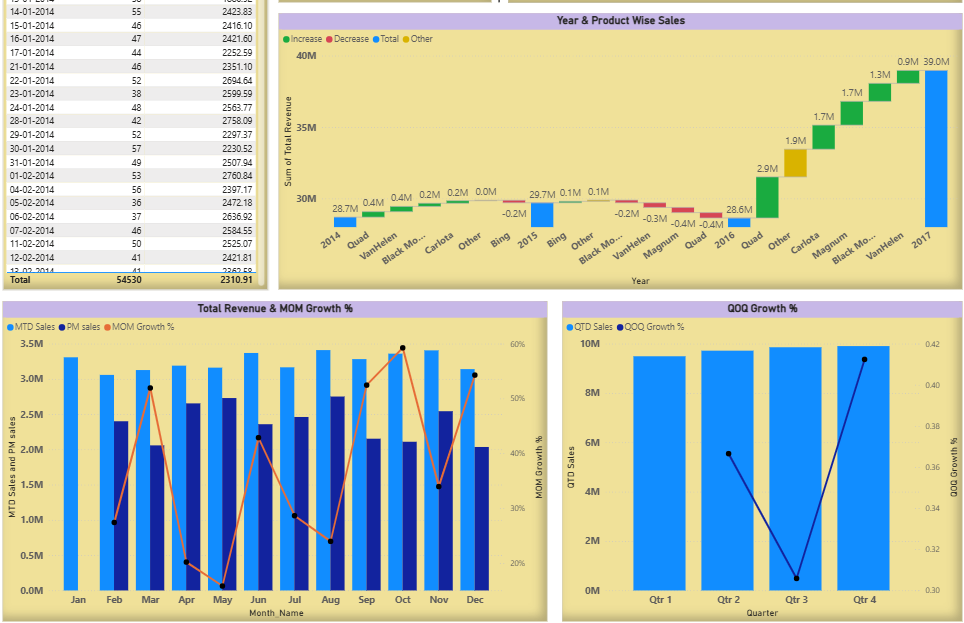 14-01-2014 55 2423.83
15-01-2014 46 2416.10
16-01-2014 47 2421.60
17-01-2014 44 2252.59
21-01-2014 46 2351.10
22-01-2014 52 2694.64
23-01-2014 38 2599.59
24-01-2014 48 2563.77
28-01-2014 42 2758.09
29-01-2014 52 2297.37
30-01-2014 57 2230.52
31-01-2014 49 2507.94
01-02-2014 53 2760.84
04-02-2014 56 2397.17
05-02-2014 36 2472.18
06-02-2014 37 2636.92
07-02-2014 46 2584.55
11-02-2014 50 2525.07
12-02-2014 41 2421.81
13-02-2014 41 2362.58
Total 54530 2310.91
Year & Product Wise Sales
Increase Decrease Total Other
40M
35M
30M
Sum of Total Revenue
28.7M 0.4M 0.4M 0.2M 0.2M 0.0M -0.2M 29.7M 0.1M 0.1M -0.2M -0.3M -0.4M -0.4M 28.6M 2.9M 1.9M 1.7M 1.7M 1.3M 0.9M 39.0M
2014 Quad VanHelen Black Mo... Carlota Other Bing 2015 Bing Other Black Mo... VanHelen Magnum Quad 2016 Quad Other Carlota Magnum Black Mo... VanHelen 2017
Year
Total Revenue & MOM Growth %
MTD Sales PM sales MOM Growth %
3.5M
3.0M
2.5M
2.0M
1.5M
1.0M
0.5M
0.0M
MTD Sales and PM sales
60%
50%
40%
30%
20%
MOM Growth %
Jan Feb Mar Apr May Jun Jul Aug Sep Oct Nov Dec
Month_Name
QOQ Growth %
QTD Sales QOQ Growth %
10M
8M
6M
4M
2M
0M
QTD Sales
0.42
0.40
0.38
0.36
0.34
0.32
0.30
QOQ Growth %
Qtr 1 Qtr 2 Qtr 3 Qtr 4
Quarter